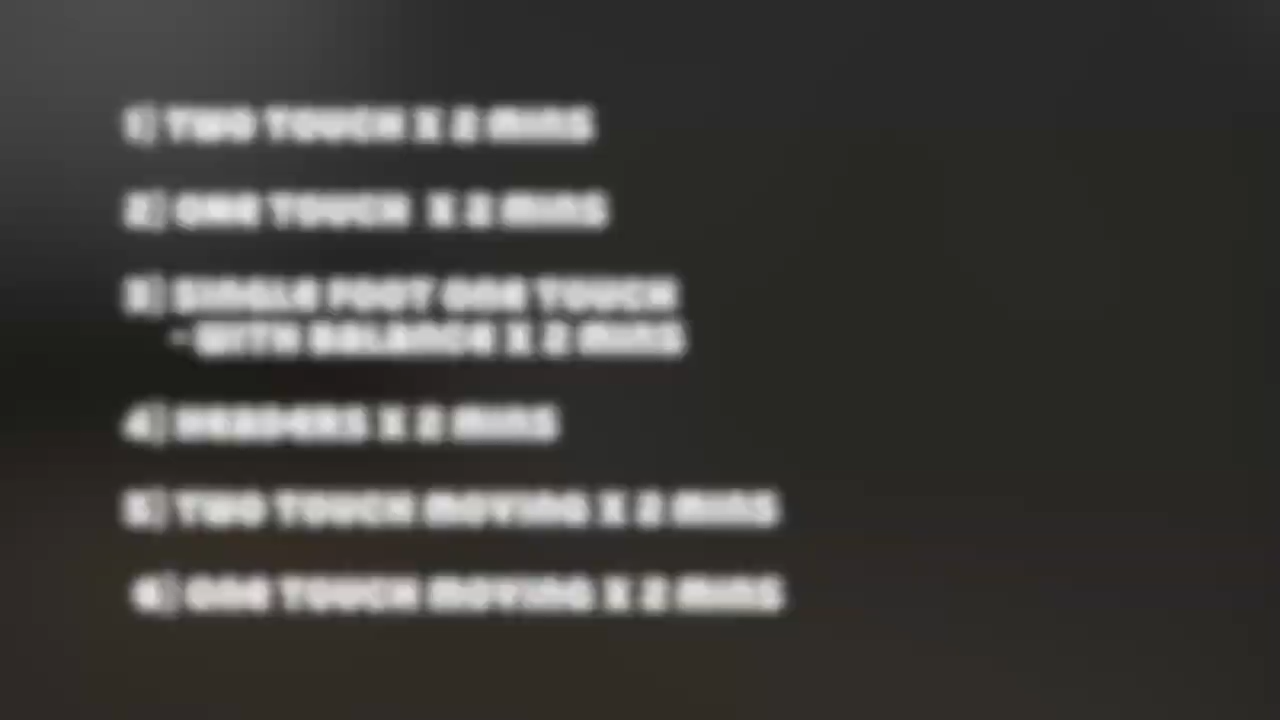 1) TWO TOUCH X 2 MINS
2) ONE TOUCH X 2 MINS
3) SINGLE FOOT ONE TOUCH
- WITH BALANCE X 2 MINS
4) HEADERS X 2 MINS
5) TWO TOUCH MOVING X 2 MINS
6) ONE TOUCH MOVING X 2 MINS